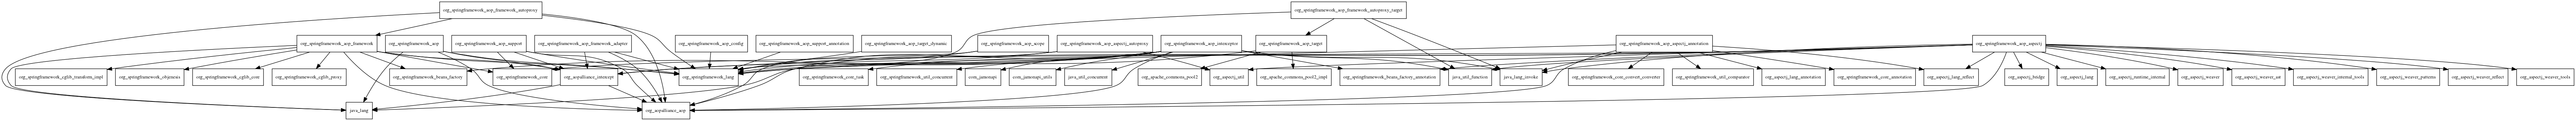 org_springframework_aop_framework_autoproxy
org_springframework_aop_framework_autoproxy_target
org_springframework_aop_framework
org_springframework_aop
org_springframework_aop_support
org_springframework_aop_framework_adapter
org_springframework_aop_config
org_springframework_aop_support_annotation
org_springframework_aop_target_dynamic
org_springframework_aop_scope
org_springframework_aop_aspectj_autoproxy
org_springframework_aop_interceptor
org_springframework_aop_target
org_springframework_aop_aspectj_annotation
org_springframework_aop_aspectj
org_springframework_cglib_transform_impl
org_springframework_objenesis
org_springframework_cglib_core
org_springframework_cglib_proxy
org_springframework_beans_factory
org_springframework_core
org_aopalliance_intercept
org_springframework_lang
org_springframework_core_task
org_springframework_util_concurrent
com_jamonapi
com_jamonapi_utils
java_util_concurrent
org_apache_commons_pool2
org_aspectj_util
org_apache_commons_pool2_impl
org_springframework_beans_factory_annotation
java_util_function
java_lang_invoke
org_springframework_core_convert_converter
org_springframework_util_comparator
org_aspectj_lang_annotation
org_springframework_core_annotation
org_aspectj_lang_reflect
org_aspectj_bridge
org_aspectj_lang
org_aspectj_runtime_internal
org_aspectj_weaver
org_aspectj_weaver_ast
org_aspectj_weaver_internal_tools
org_aspectj_weaver_patterns
org_aspectj_weaver_reflect
org_aspectj_weaver_tools
java_lang
org_aopalliance_aop